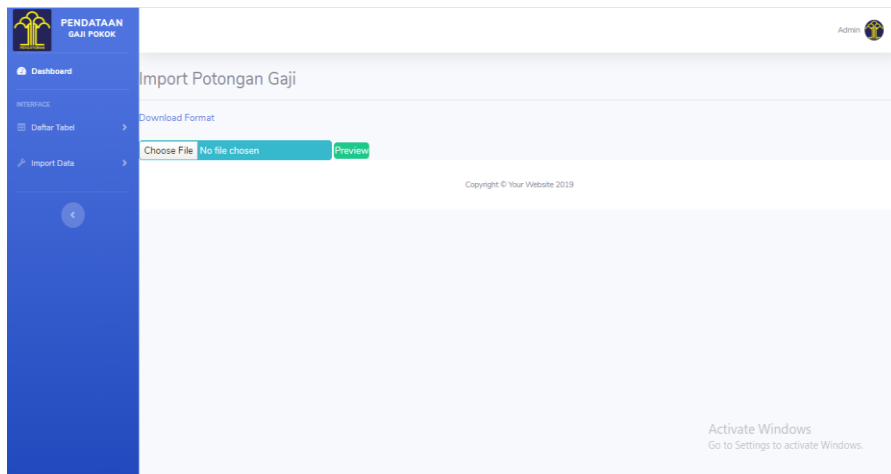 PENDATAAN
GAJI POKOK
Admin
Dashboard
Import Potongan Gaji
INTERFACE
Download Format
Daftar Tabel
Choose File No file chosen Preview
Import Data
Copyright © Your Website 2019
Activate Windows
Go to Settings to activate Windows.